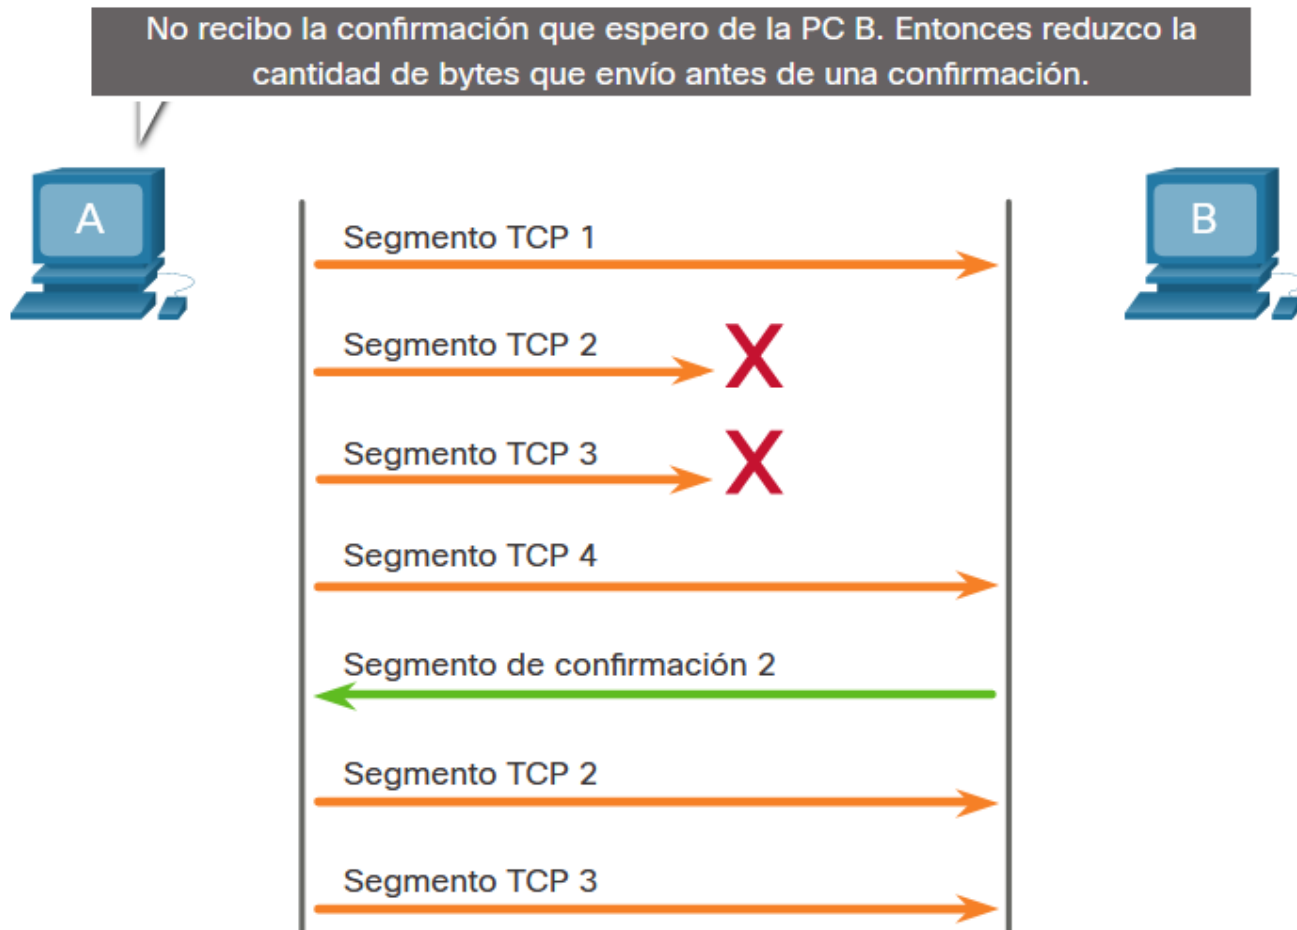 No recibo la confirmación que espero de la PC B. Entonces reduzco la
cantidad de bytes que envío antes de una confirmación.
A
B
Segmento TCP 1
Segmento TCP 2
X
Segmento TCP 3
X
Segmento TCP 4
Segmento de confirmación 2
Segmento TCP 2
Segmento TCP 3